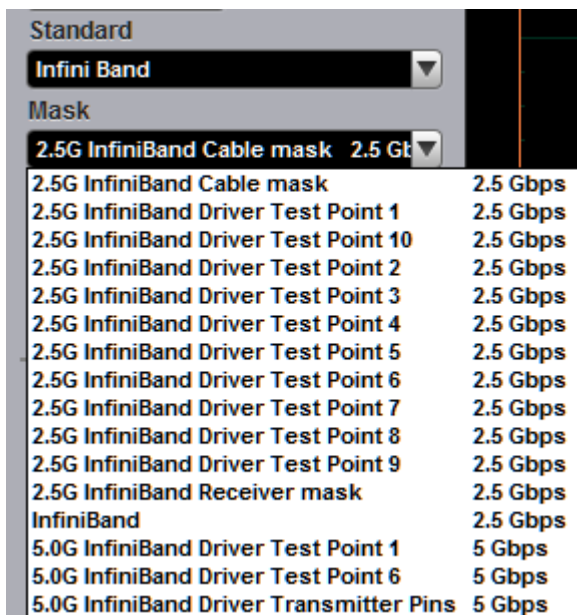 Standard
Infini Band
Mask
2.5G InfiniBand Cable mask 2.5 Gb
2.5G InfiniBand Cable mask 2.5 Gbps
2.5G InfiniBand Driver Test Point 1 2.5 Gbps
2.5G InfiniBand Driver Test Point 10 2.5 Gbps
2.5G InfiniBand Driver Test Point 2 2.5 Gbps
2.5G InfiniBand Driver Test Point 3 2.5 Gbps
2.5G InfiniBand Driver Test Point 4 2.5 Gbps
2.5G InfiniBand Driver Test Point 5 2.5 Gbps
2.5G InfiniBand Driver Test Point 6 2.5 Gbps
2.5G InfiniBand Driver Test Point 7 2.5 Gbps
2.5G InfiniBand Driver Test Point 8 2.5 Gbps
2.5G InfiniBand Driver Test Point 9 2.5 Gbps
2.5G InfiniBand Receiver mask 2.5 Gbps
InfiniBand 2.5 Gbps
5.0G InfiniBand Driver Test Point 1 5 Gbps
5.0G InfiniBand Driver Test Point 6 5 Gbps
5.0G InfiniBand Driver Transmitter Pins 5 Gbps